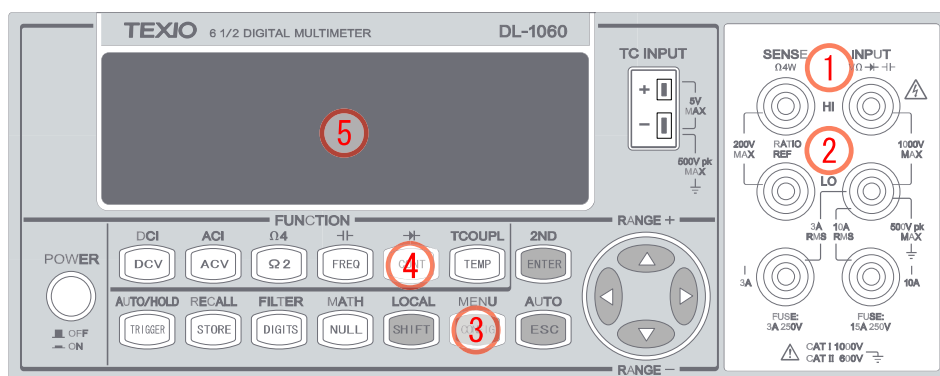 TEXIO 6 1/2 DIGITAL MULTIMETER DL-1060
TC INPUT
+
−
5V
MAX
500V pk
MAX
SENSE
Ω4W
INPUT
1
HI
200V
MAX
RATIO
REF
2
1000V
MAX
LO
3A
RMS
10A
RMS
500V pk
MAX
3A
10A
FUSE:
3A 250V
FUSE:
15A 250V
CAT I 1000V
CAT II 600V
5
FUNCTION
DCI ACI Ω4 TCOUPL 2ND
DCV ACV Ω2 FREQ 4 TEMP ENTER
POWER
OFF
ON
AUTO/HOLD RECALL FILTER MATH LOCAL MENU AUTO
TRIGGER STORE DIGITS NULL SHIFT 3 ESC
RANGE +
RANGE −